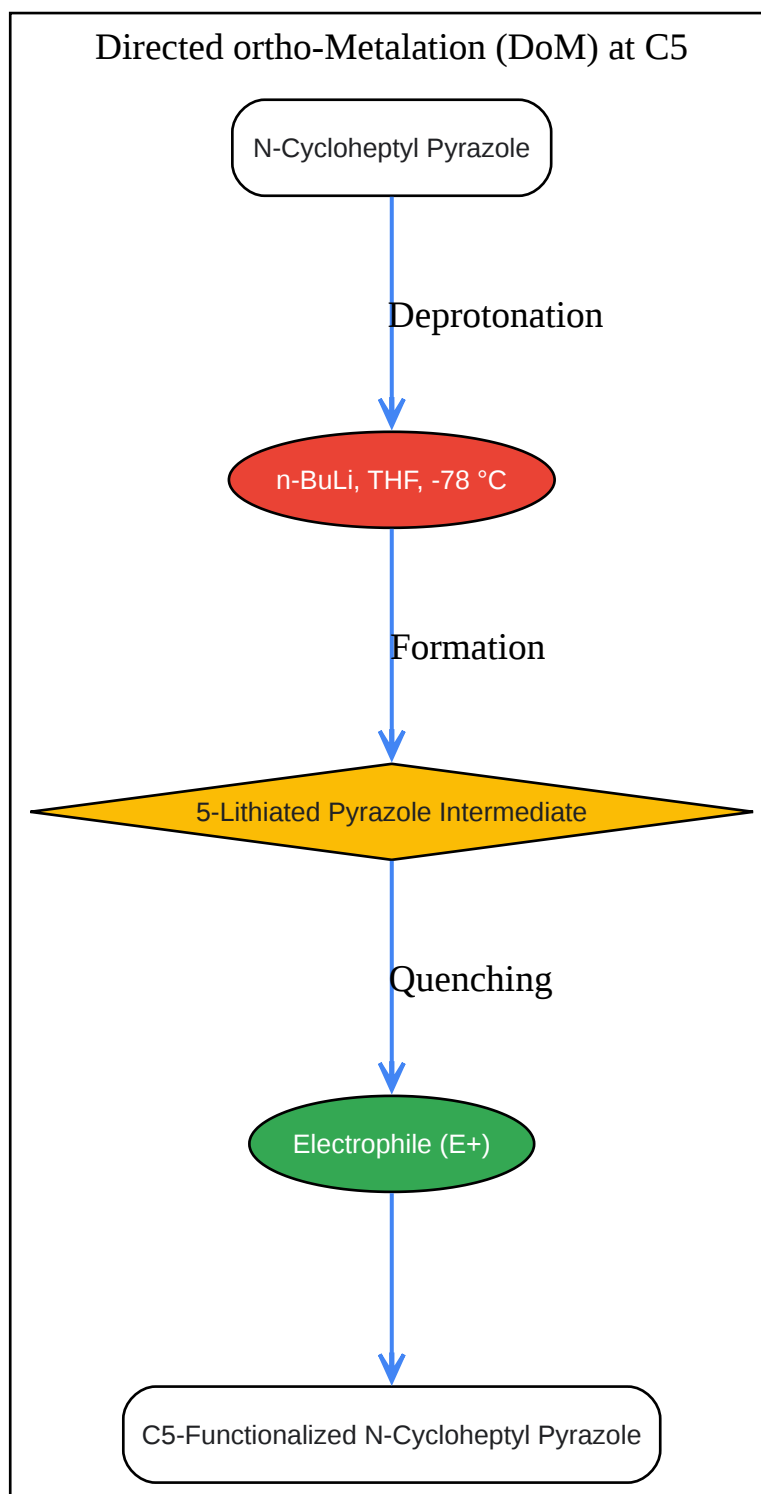 Directed ortho-Metalation (DoM) at C5
N-Cycloheptyl Pyrazole
Deprotonation
n-BuLi, THF, -78 °C
Formation
5-Lithiated Pyrazole Intermediate
Quenching
Electrophile (E+)
C5-Functionalized N-Cycloheptyl Pyrazole